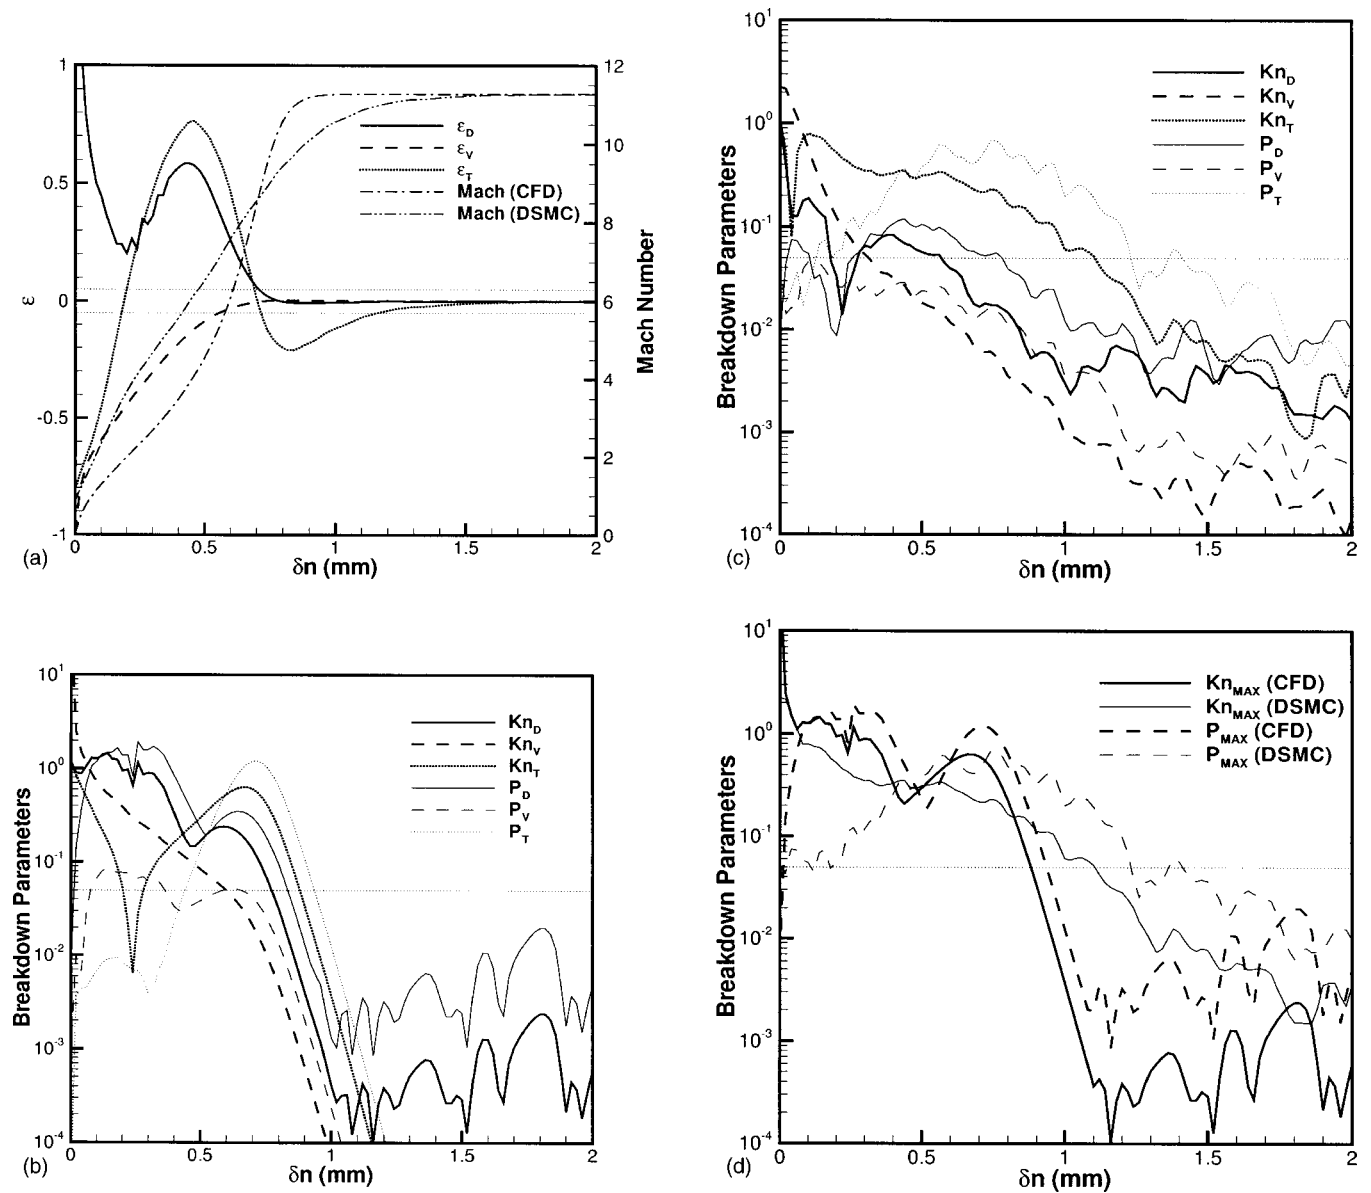 1
0.5
0
-0.5
-1
ε
12
10
8
6
4
2
0
Mach Number
ε_D
ε_V
ε_T
Mach (CFD)
Mach (DSMC)
0
0.5
1
1.5
2
δn (mm)
(a)
10^1
10^0
10^-1
10^-2
10^-3
10^-4
Breakdown Parameters
Kn_D
Kn_V
Kn_T
P_D
P_V
P_T
0
0.5
1
1.5
2
δn (mm)
(c)
10^1
10^0
10^-1
10^-2
10^-3
10^-4
Breakdown Parameters
Kn_D
Kn_V
Kn_T
P_D
P_V
P_T
0
0.5
1
1.5
2
δn (mm)
(b)
10^1
10^0
10^-1
10^-2
10^-3
10^-4
Breakdown Parameters
Kn_MAX (CFD)
Kn_MAX (DSMC)
P_MAX (CFD)
P_MAX (DSMC)
0
0.5
1
1.5
2
δn (mm)
(d)